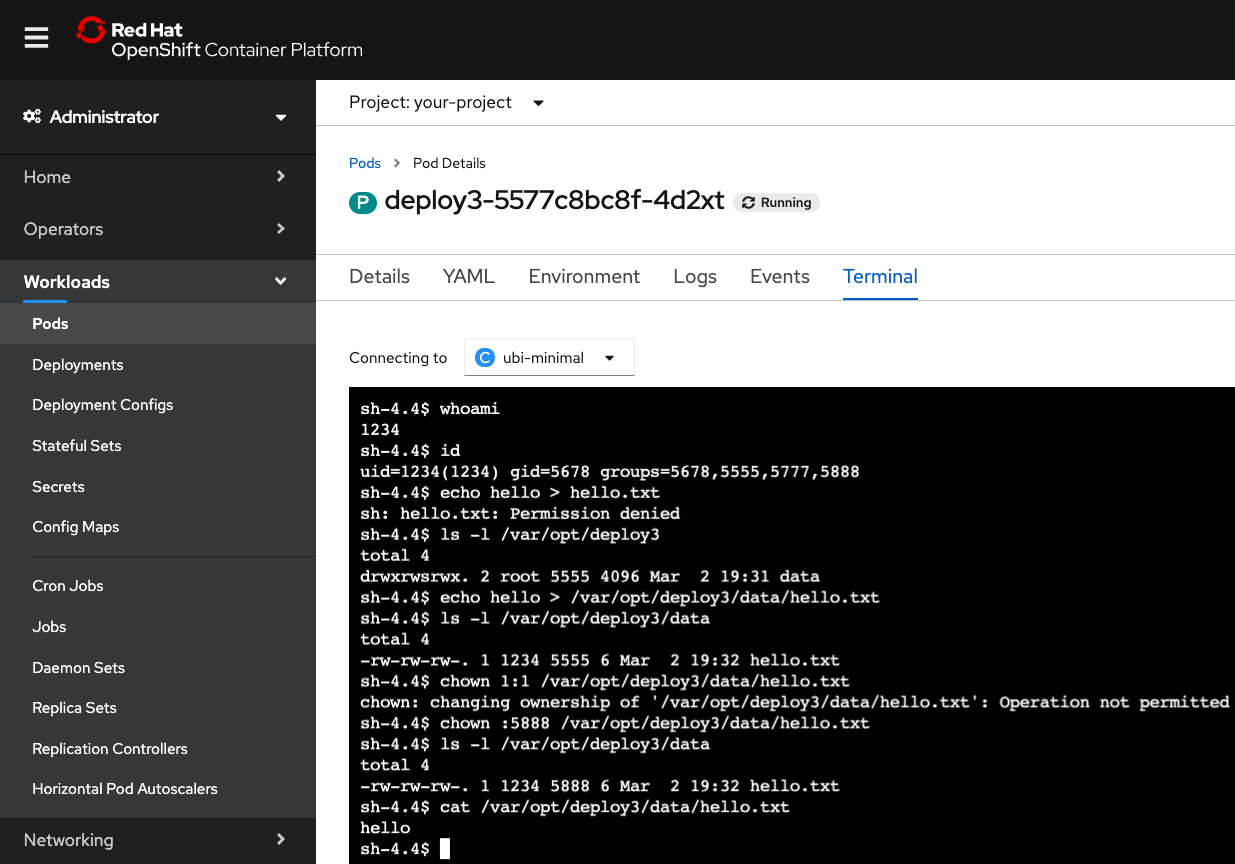 Red Hat
OpenShift Container Platform
Administrator
Home
Operators
Workloads
Pods
Deployments
Deployment Configs
Stateful Sets
Secrets
Config Maps
Cron Jobs
Jobs
Daemon Sets
Replica Sets
Replication Controllers
Horizontal Pod Autoscalers
Networking
Project: your-project
Pods > Pod Details
P deploy3-5577c8bc8f-4d2xt Running
Details YAML Environment Logs Events Terminal
Connecting to C ubi-minimal
sh-4.4$ whoami
1234
sh-4.4$ id
uid=1234(1234) gid=5678 groups=5678,5555,5777,5888
sh-4.4$ echo hello > hello.txt
sh: hello.txt: Permission denied
sh-4.4$ ls -l /var/opt/deploy3
total 4
drwxrwsrwx. 2 root 5555 4096 Mar  2 19:31 data
sh-4.4$ echo hello > /var/opt/deploy3/data/hello.txt
sh-4.4$ ls -l /var/opt/deploy3/data
total 4
-rw-rw-rw-. 1 1234 5555 6 Mar  2 19:32 hello.txt
sh-4.4$ chown 1:1 /var/opt/deploy3/data/hello.txt
chown: changing ownership of '/var/opt/deploy3/data/hello.txt': Operation not permitted
sh-4.4$ chown :5888 /var/opt/deploy3/data/hello.txt
sh-4.4$ ls -l /var/opt/deploy3/data
total 4
-rw-rw-rw-. 1 1234 5888 6 Mar  2 19:32 hello.txt
sh-4.4$ cat /var/opt/deploy3/data/hello.txt
hello
sh-4.4$